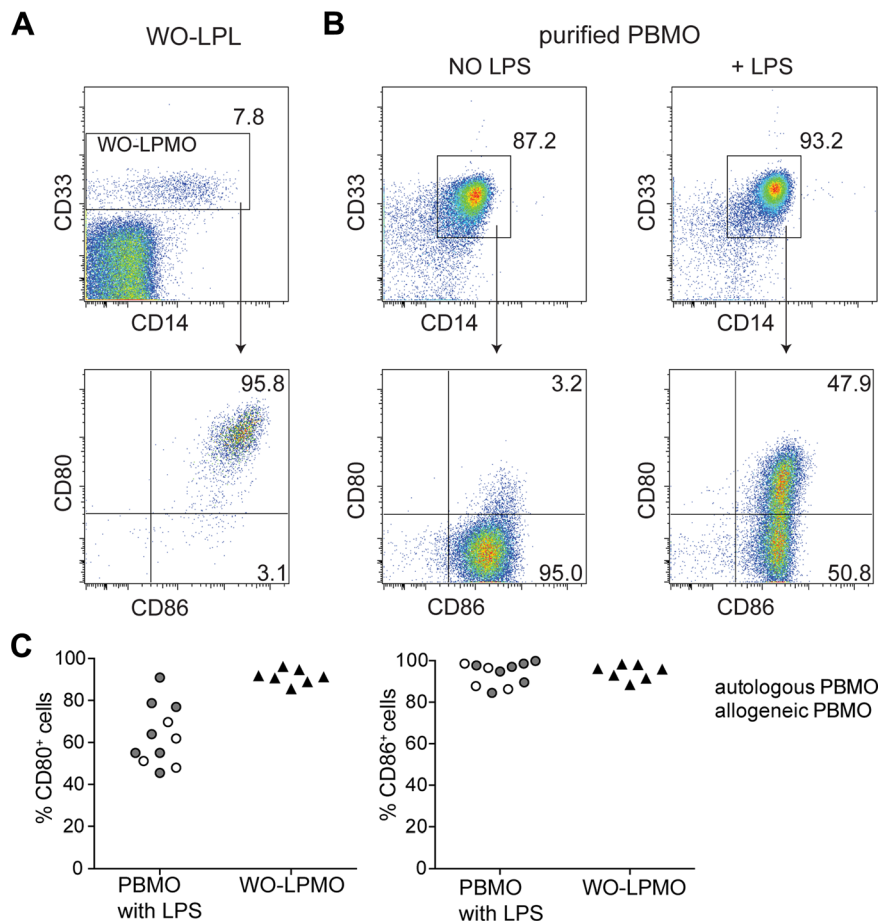 A
WO-LPL
B
purified PBMO
NO LPS
+ LPS
7.8
WO-LPMO
CD33
CD14
87.2
CD33
CD14
93.2
CD33
CD14
95.8
3.1
CD80
CD86
3.2
95.0
CD80
CD86
47.9
50.8
CD80
CD86
C
100
80
60
40
20
0
% CD80+ cells
PBMO
with LPS
WO-LPMO
100
80
60
40
20
0
% CD86+ cells
PBMO
with LPS
WO-LPMO
autologous PBMO
allogeneic PBMO